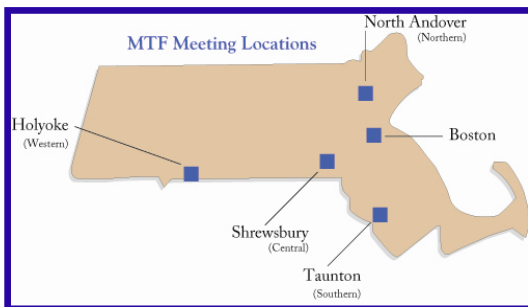 North Andover
(Northern)
MTF Meeting Locations
Holyoke
(Western)
Boston
Shrewsbury
(Central)
Taunton
(Southern)